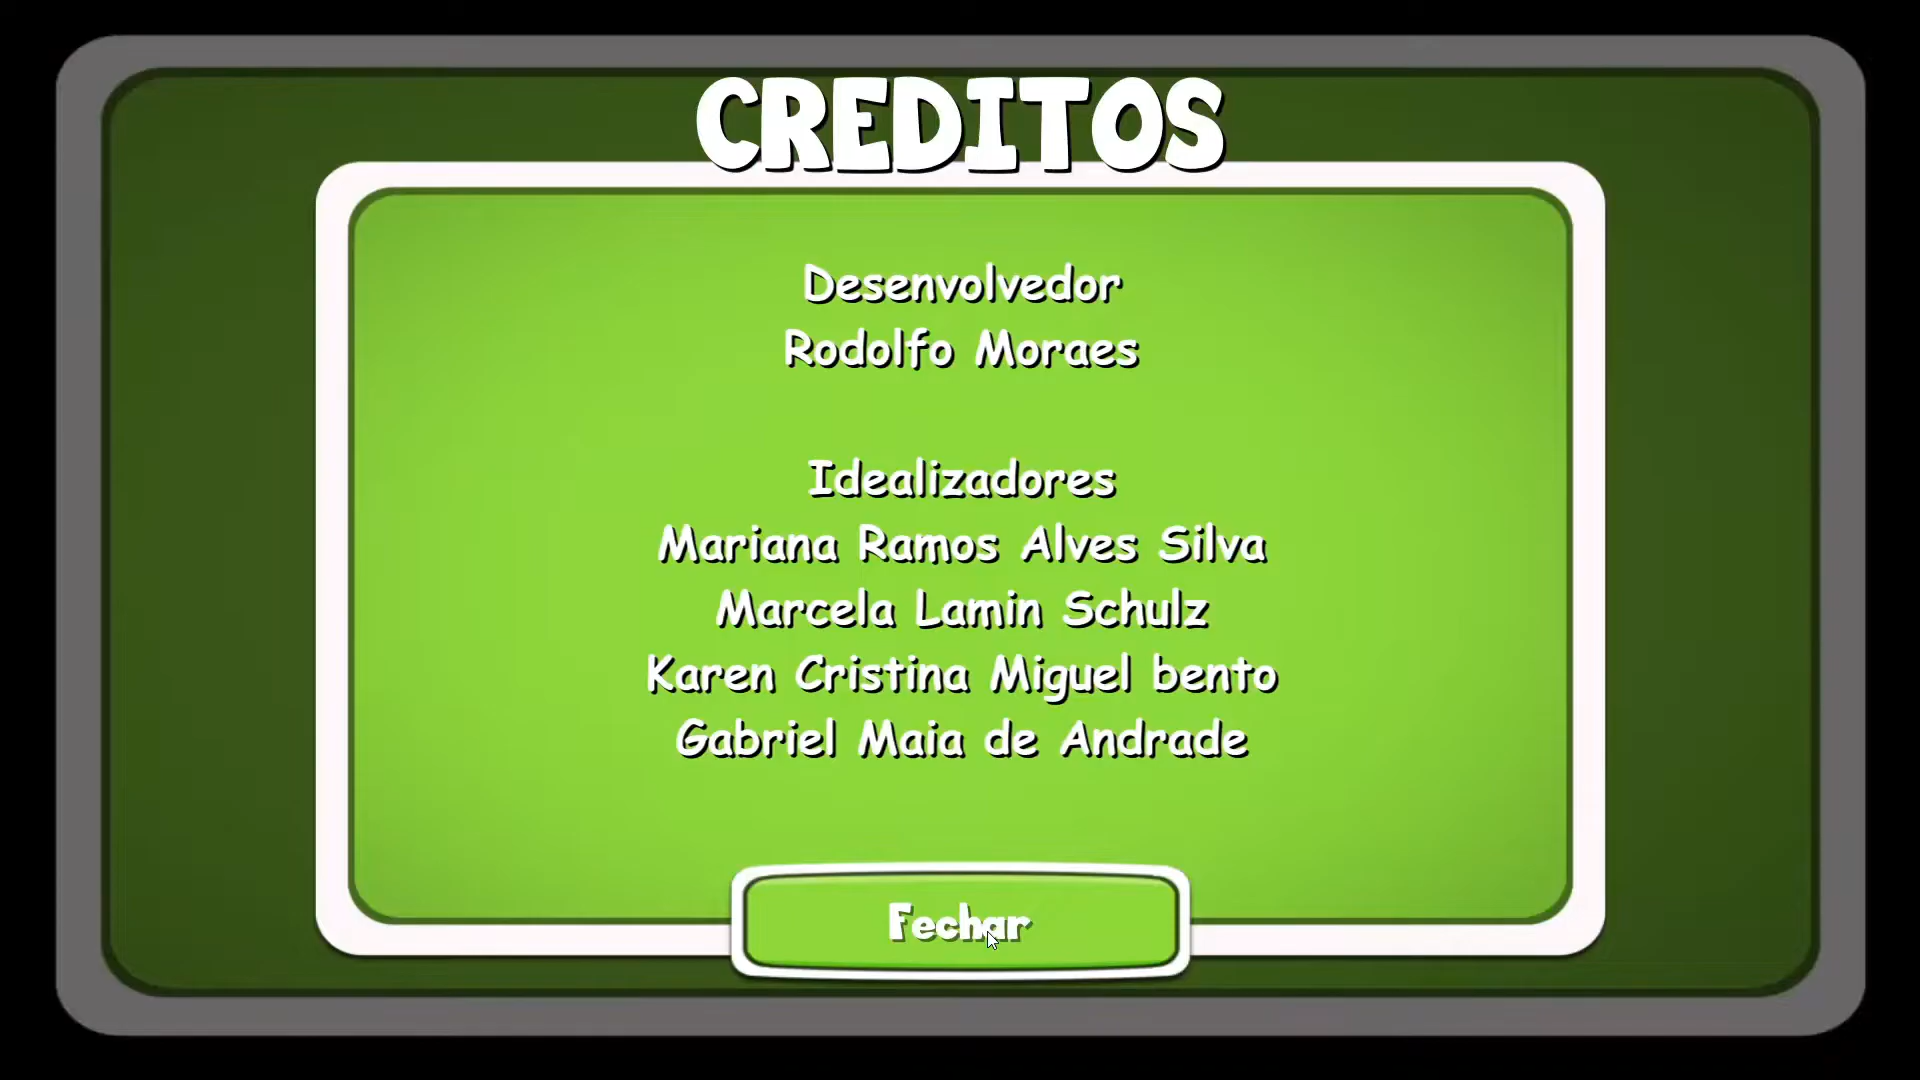 CREDITOS
Desenvolvedor
Rodolfo Moraes
Idealizadores
Mariana Ramos Alves Silva
Marcela Lamin Schulz
Karen Cristina Miguel bento
Gabriel Maia de Andrade
Fechar